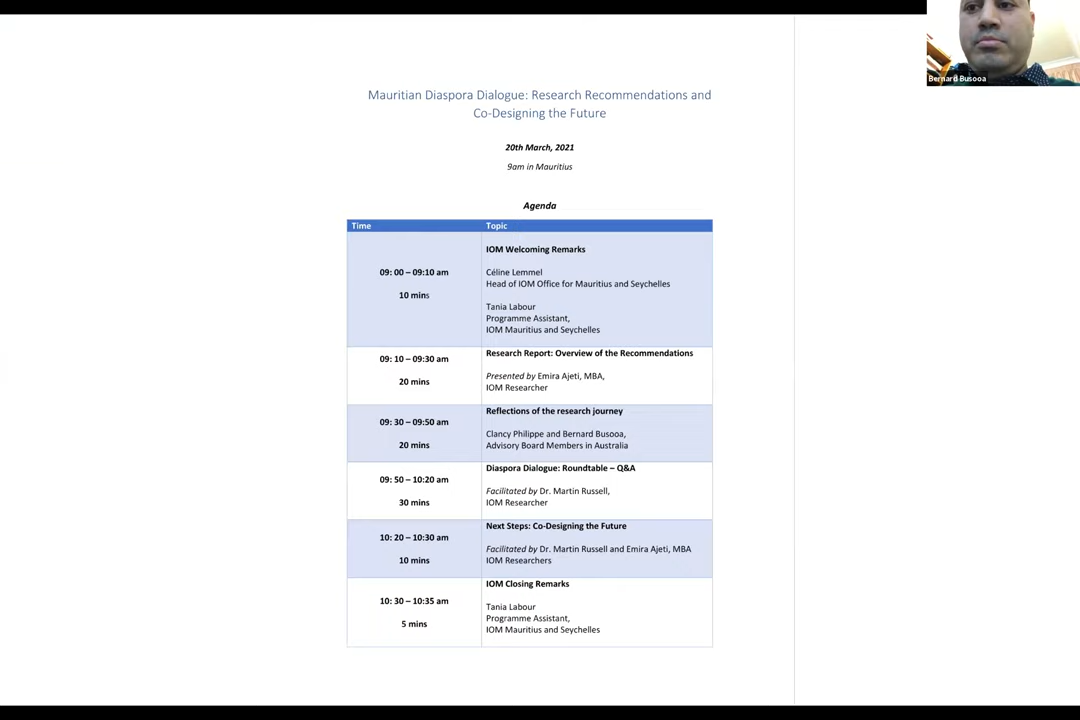 Bernard Busooa
Mauritian Diaspora Dialogue: Research Recommendations and
Co-Designing the Future
20th March, 2021
9am in Mauritius
Agenda
Time Topic
09: 00 – 09:10 am
10 mins
IOM Welcoming Remarks
Céline Lemmel
Head of IOM Office for Mauritius and Seychelles
Tania Labour
Programme Assistant,
IOM Mauritius and Seychelles
09: 10 – 09:30 am
20 mins
Research Report: Overview of the Recommendations
Presented by Emira Ajeti, MBA,
IOM Researcher
09: 30 – 09:50 am
20 mins
Reflections of the research journey
Clancy Philippe and Bernard Busooa,
Advisory Board Members in Australia
09: 50 – 10:20 am
30 mins
Diaspora Dialogue: Roundtable – Q&A
Facilitated by Dr. Martin Russell,
IOM Researcher
10: 20 – 10:30 am
10 mins
Next Steps: Co-Designing the Future
Facilitated by Dr. Martin Russell and Emira Ajeti, MBA
IOM Researchers
10: 30 – 10:35 am
5 mins
IOM Closing Remarks
Tania Labour
Programme Assistant,
IOM Mauritius and Seychelles